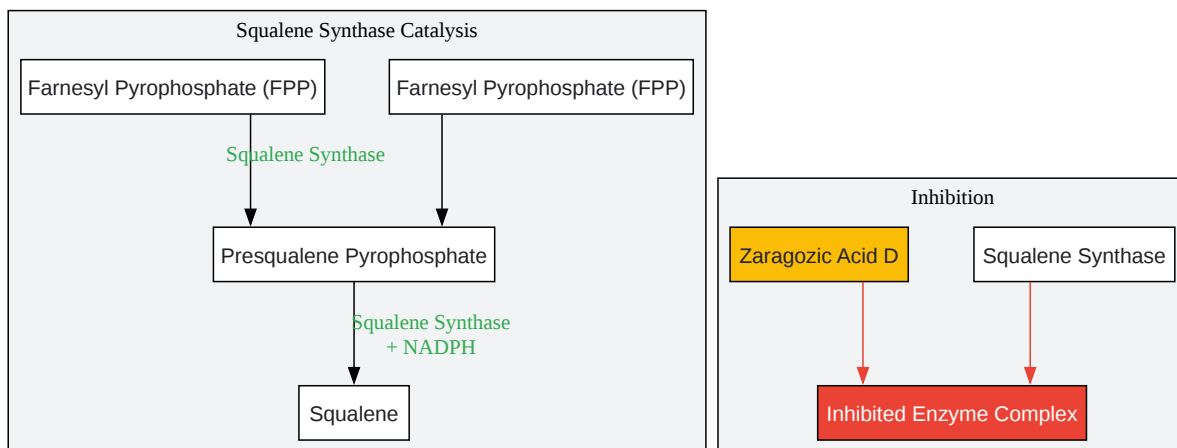 Squalene Synthase Catalysis
Farnesyl Pyrophosphate (FPP)
Farnesyl Pyrophosphate (FPP)
Squalene Synthase
Presqualene Pyrophosphate
Squalene Synthase
+ NADPH
Squalene
Inhibition
Zaragozic Acid D
Squalene Synthase
Inhibited Enzyme Complex